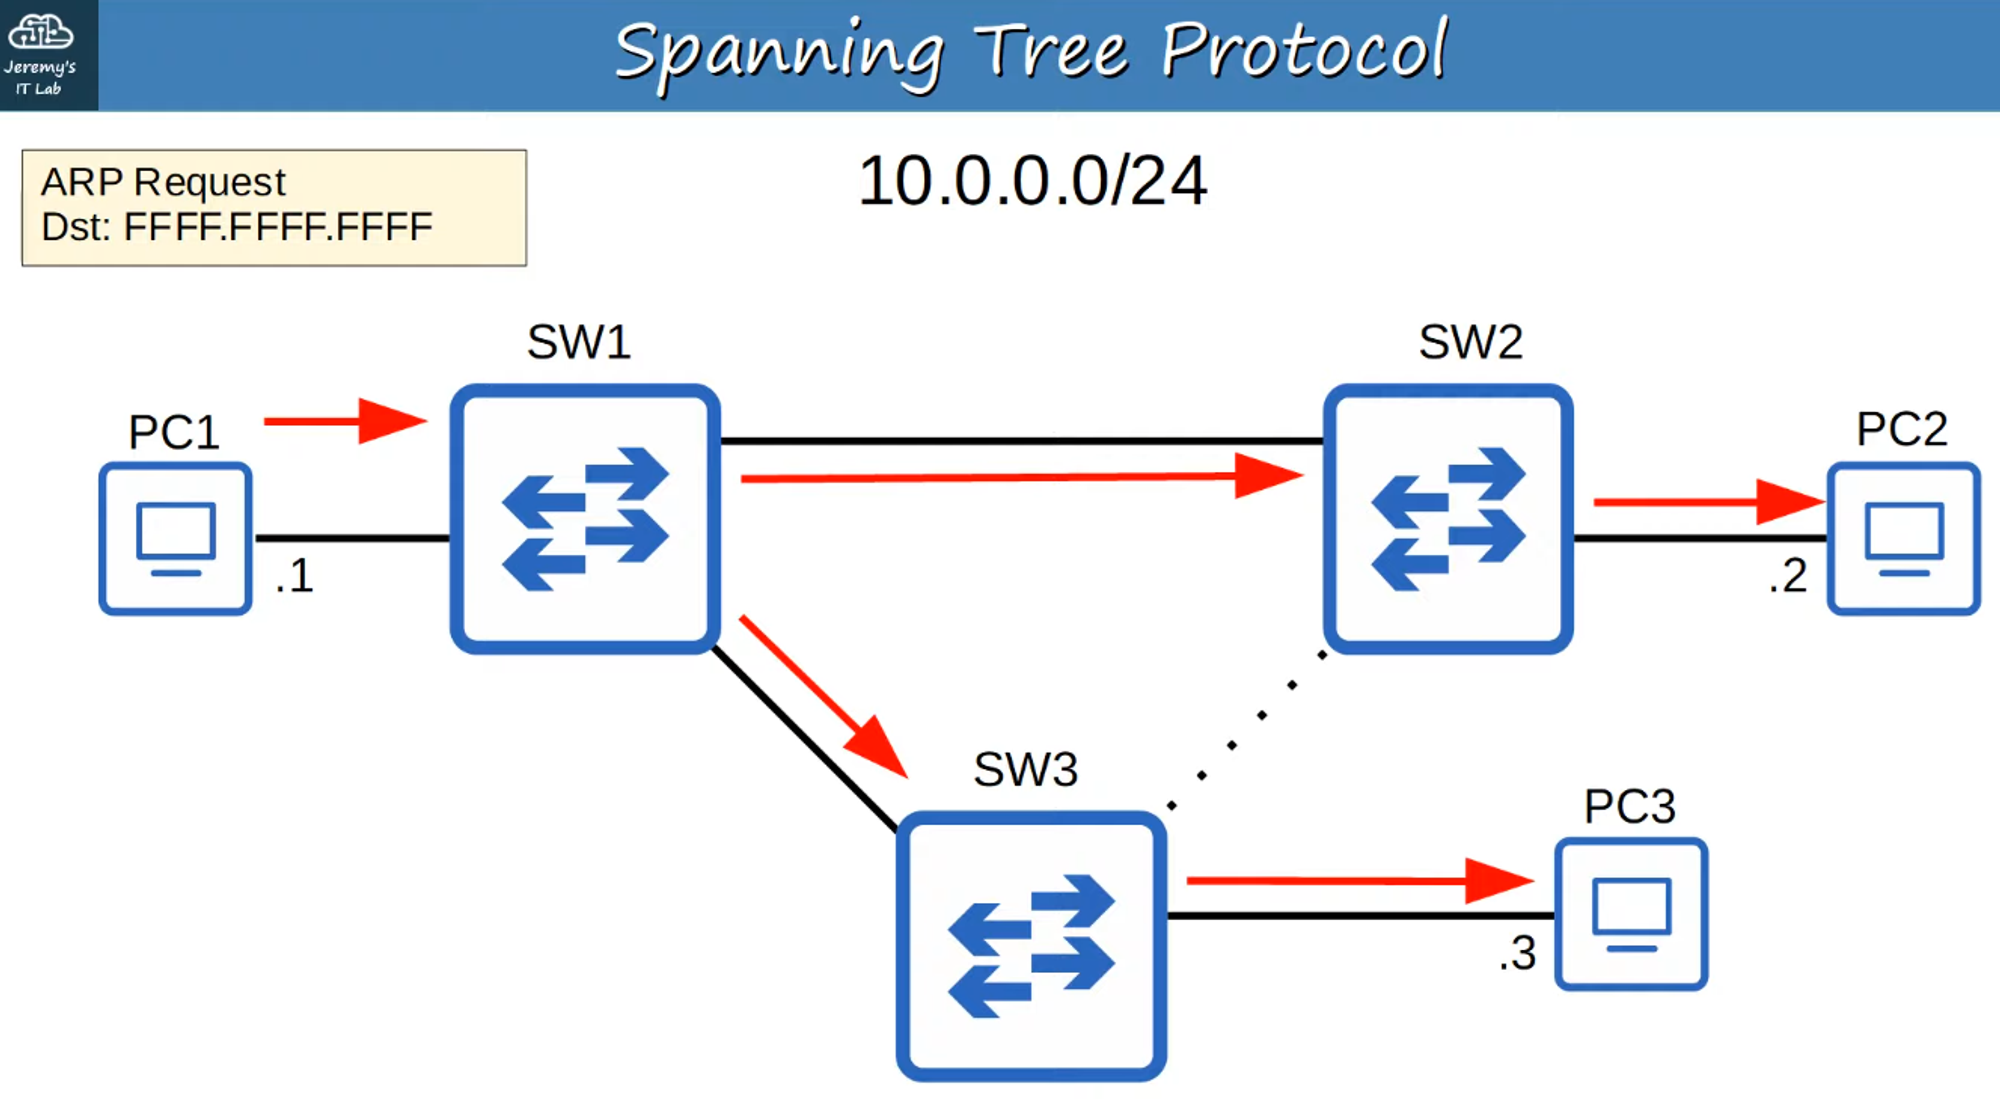 Jeremy's
IT Lab
Spanning Tree Protocol
10.0.0.0/24
ARP Request
Dst: FFFF.FFFF.FFFF
SW1
SW2
PC1
PC2
.1
.2
SW3
PC3
.3